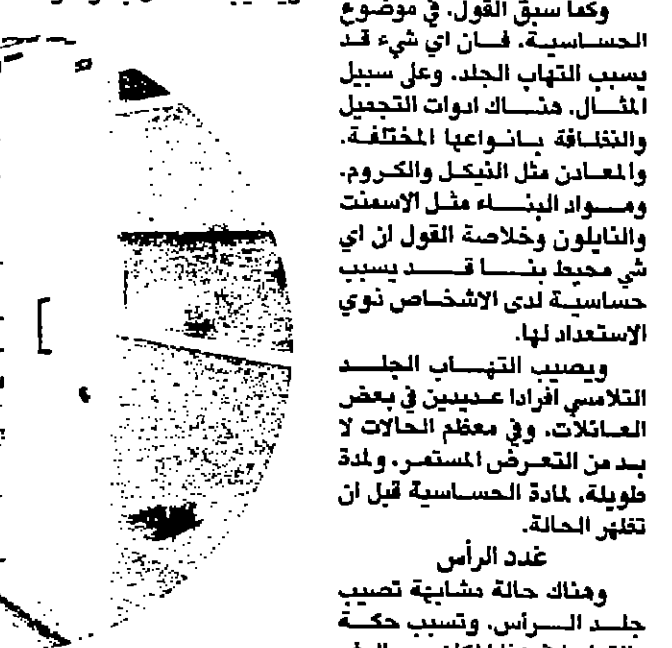 وكما سبق القول. في موضوع
الحساسية. فان اي شيء قد
يسبب التهاب الجلد. وعلى سبيل
المثال. هناك ادوات التجميل
والنظافة بانواعها المختلفة.
والمعادن مثل النيكل والكروم.
ومواد البناء مثل الاسمنت
والنايلون وخلاصة القول ان اي
شي محيط بنا قد يسبب
حساسية لدى الاشخاص نوي
الاستعداد لها.
ويصيب التهاب الجلد
التلامسي افرادا عديدين في بعض
العائلات. وفي معظم الحالات لا
بد من التعرض المستمر. ولمدة
طويلة. لمادة الحساسية قبل ان
تظهر الحالة.
غدد الرأس
وهناك حالة مشابهة تصيب
جلد الرأس. وتسبب حكة